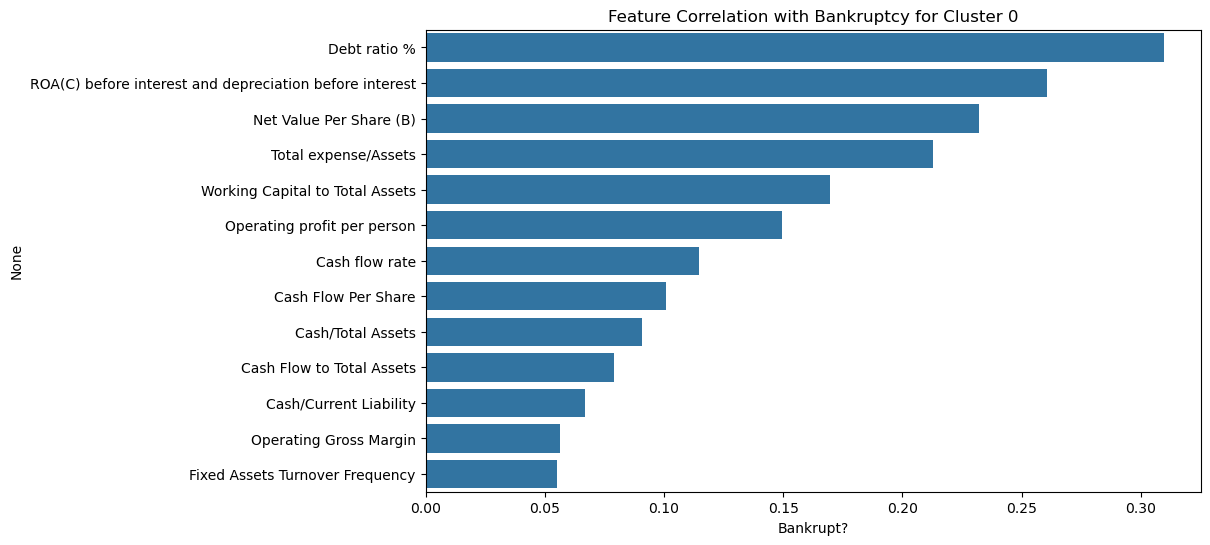 Feature Correlation with Bankruptcy for Cluster 0
Debt ratio %
ROA(C) before interest and depreciation before interest
Net Value Per Share (B)
Total expense/Assets
Working Capital to Total Assets
Operating profit per person
Cash flow rate
Cash Flow Per Share
Cash/Total Assets
Cash Flow to Total Assets
Cash/Current Liability
Operating Gross Margin
Fixed Assets Turnover Frequency
None
0.00 0.05 0.10 0.15 0.20 0.25 0.30
Bankrupt?